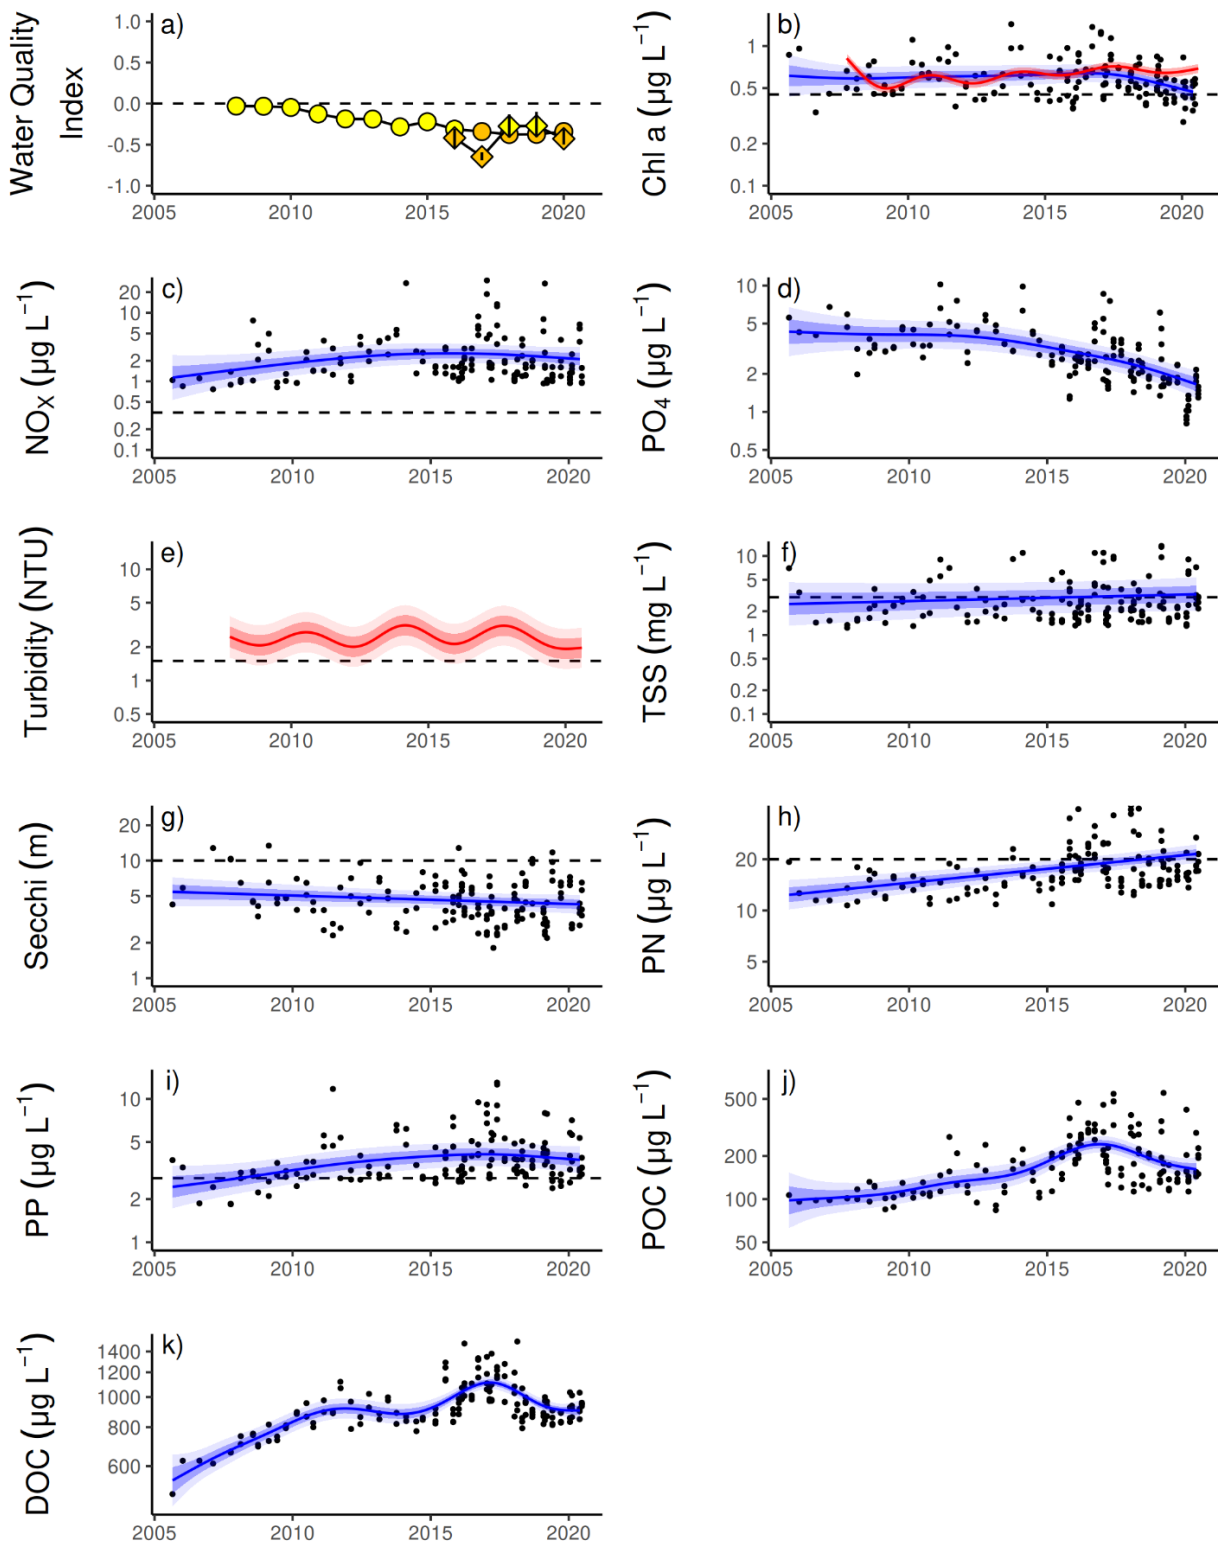 a)
Water Quality
Index
1.0
0.5
0.0
-0.5
-1.0
2005 2010 2015 2020
b)
Chl a (µg L⁻¹)
1
0.5
0.2
0.1
2005 2010 2015 2020
c)
NOX (µg L⁻¹)
20
10
5
2
1
0.5
0.2
0.1
2005 2010 2015 2020
d)
PO4 (µg L⁻¹)
5
2
1
0.5
2005 2010 2015 2020
e)
Turbidity (NTU)
10
5
2
1
0.5
2005 2010 2015 2020
f)
TSS (mg L⁻¹)
10
5
2
1
0.5
0.2
0.1
2005 2010 2015 2020
g)
Secchi (m)
20
10
5
2
1
2005 2010 2015 2020
h)
PN (µg L⁻¹)
20
10
5
2005 2010 2015 2020
i)
PP (µg L⁻¹)
10
5
2
1
2005 2010 2015 2020
j)
POC (µg L⁻¹)
500
200
100
50
2005 2010 2015 2020
k)
DOC (µg L⁻¹)
1400
1200
1000
800
600
2005 2010 2015 2020